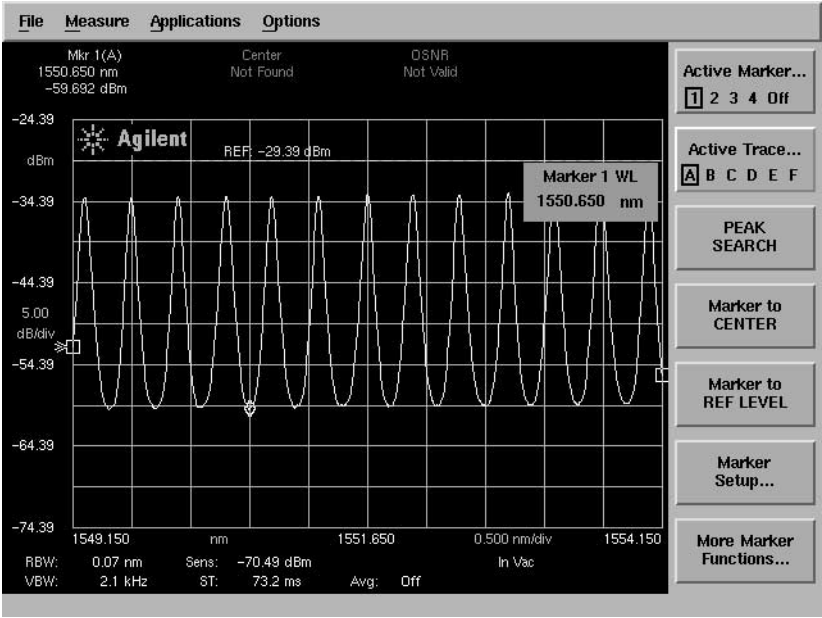 File Measure Applications Options
Mkr 1(A) Center OSNR
1550.650 nm Not Found Not Valid
-59.692 dBm
-24.39
Agilent
REF: -29.39 dBm
dBm
Marker 1 WL
1550.650 nm
-34.39
-44.39
5.00
dB/div
-54.39
-64.39
-74.39
1549.150 nm 1551.650 0.500 nm/div 1554.150
RBW: 0.07 nm Sens: -70.49 dBm In Vac
VBW: 2.1 kHz ST: 73.2 ms Avg: Off
Active Marker...
1 2 3 4 Off
Active Trace...
A B C D E F
PEAK
SEARCH
Marker to
CENTER
Marker to
REF LEVEL
Marker
Setup...
More Marker
Functions...